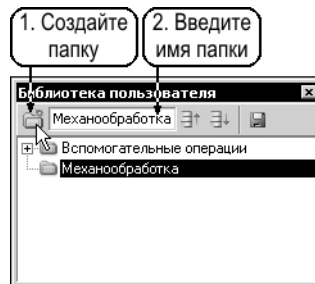 1. Создайте папку
2. Введите имя папки
Библиотека пользователя
Механообработка
Вспомогательные операции
Механообработка